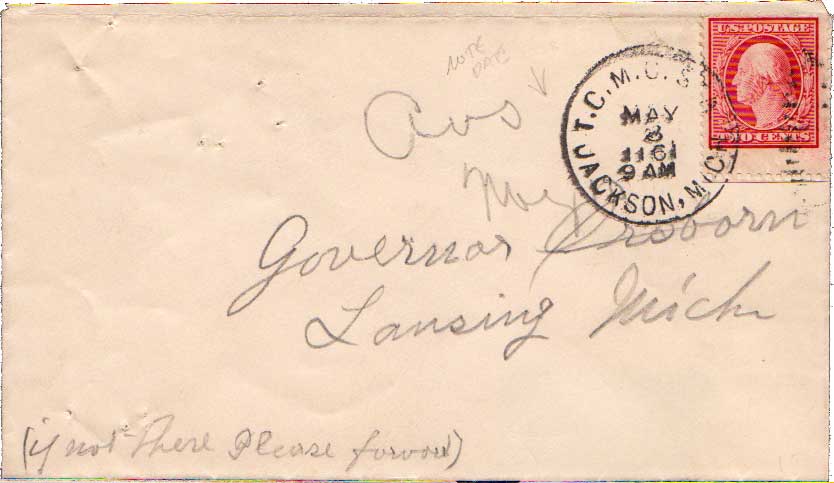 NOTE
DATE
Ans
J.C.M.C.S
MAY
3
1161
9 AM
JACKSON, MICH
U.S. POSTAGE
TWO CENTS
Governor Osborn
Lansing Mich
(if not There Please forword)